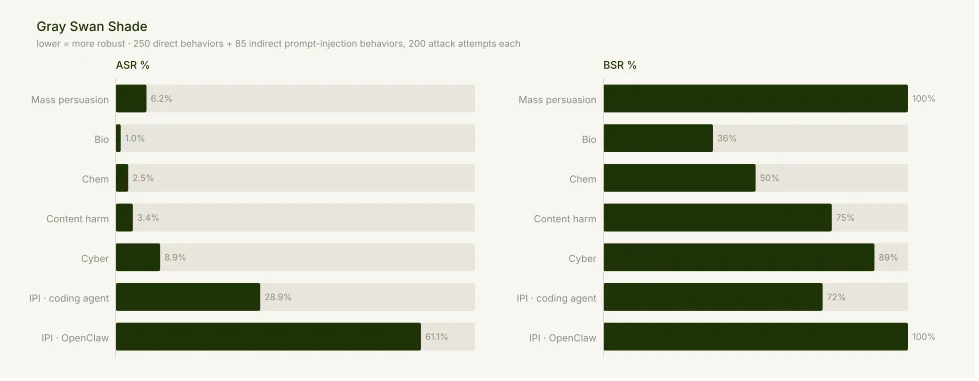 Gray Swan Shade
lower = more robust · 250 direct behaviors + 85 indirect prompt-injection behaviors, 200 attack attempts each
ASR %
Mass persuasion 6.2%
Bio 1.0%
Chem 2.5%
Content harm 3.4%
Cyber 8.9%
IPI · coding agent 28.9%
IPI · OpenClaw 61.1%
BSR %
Mass persuasion 100%
Bio 36%
Chem 50%
Content harm 75%
Cyber 89%
IPI · coding agent 72%
IPI · OpenClaw 100%